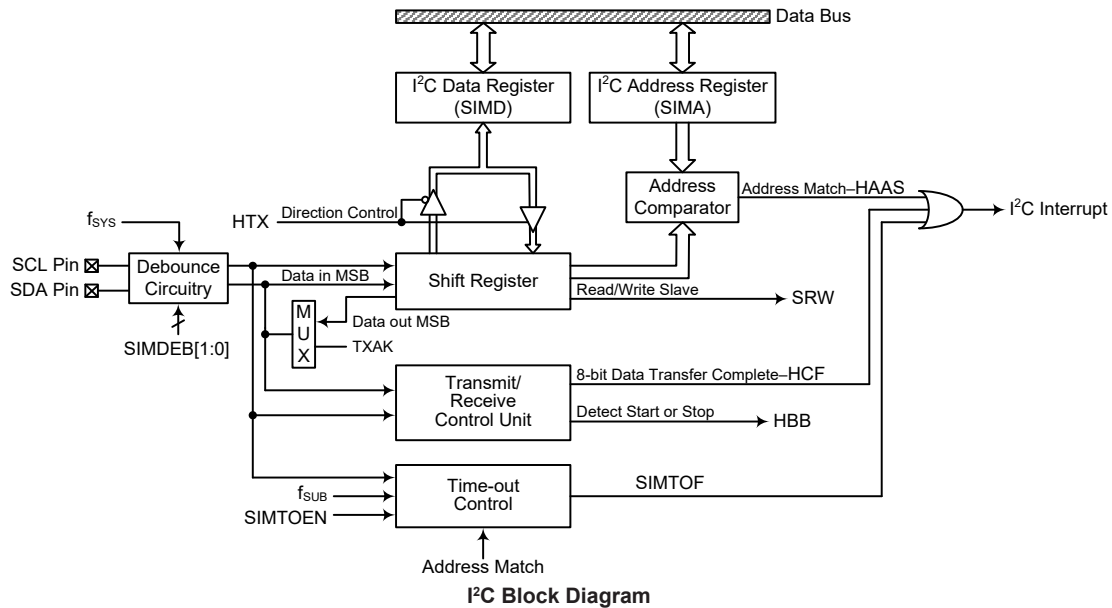 Data Bus
I²C Data Register
(SIMD)
I²C Address Register
(SIMA)
Address
Comparator
Address Match–HAAS
I²C Interrupt
HTX
Direction Control
fSYS
SCL Pin
SDA Pin
Debounce
Circuitry
SIMDEB[1:0]
Data in MSB
Shift Register
Read/Write Slave
SRW
M
U
X
Data out MSB
TXAK
Transmit/
Receive
Control Unit
8-bit Data Transfer Complete–HCF
Detect Start or Stop
HBB
fSUB
SIMTOEN
Time-out
Control
SIMTOF
Address Match
I²C Block Diagram